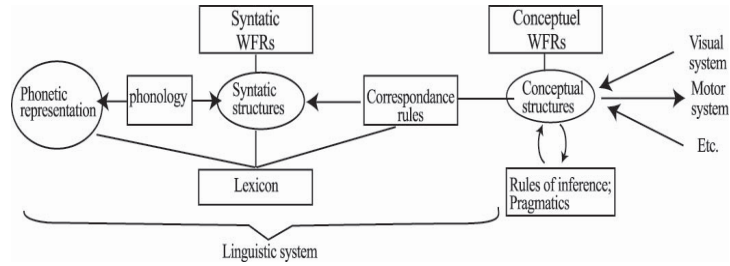 Syntatic
WFRs
Conceptuel
WFRs
Visual
system
Phonetic
representation
phonology
Syntatic
structures
Correspondance
rules
Conceptual
structures
Motor
system
Etc.
Lexicon
Rules of inference;
Pragmatics
Linguistic system